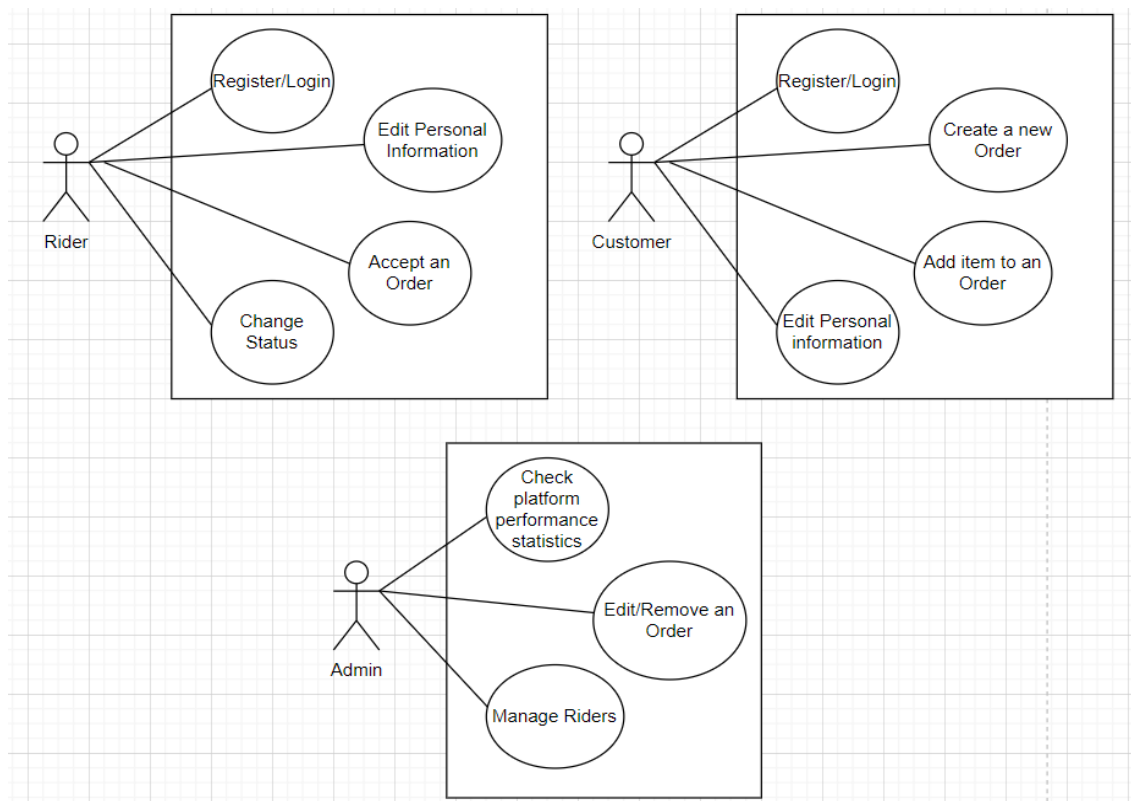 Register/Login
Edit Personal
Information
Rider
Accept an
Order
Change
Status
Register/Login
Create a new
Order
Customer
Add item to an
Order
Edit Personal
information
Check
platform
performance
statistics
Edit/Remove an
Order
Admin
Manage Riders